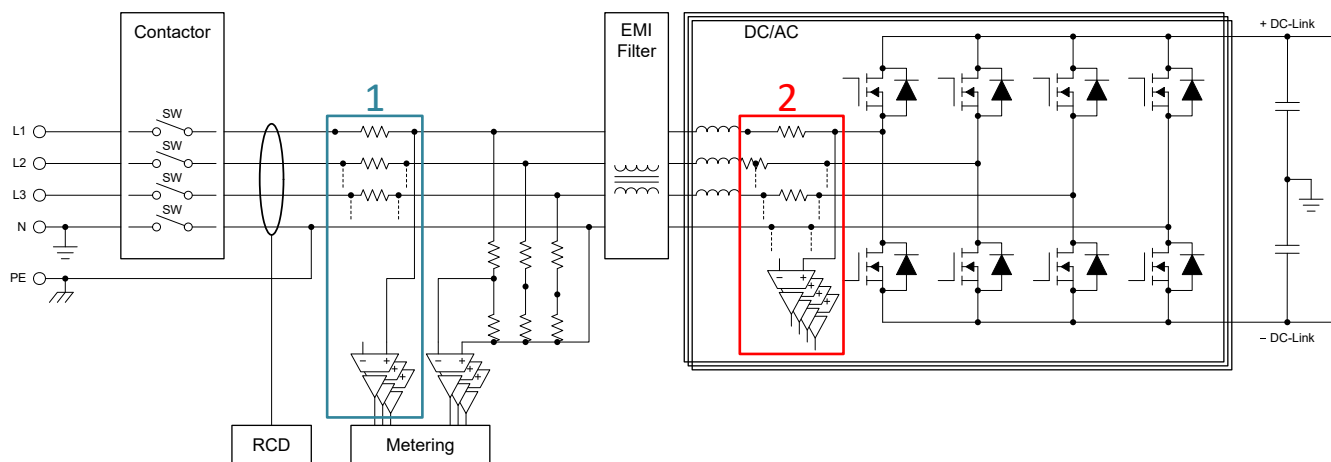 Contactor
EMI
Filter
DC/AC
+ DC-Link
1
2
SW
L1
SW
L2
SW
L3
SW
N
PE
− +
+
+
− +
+
+
− +
+
+
+
− DC-Link
RCD
Metering